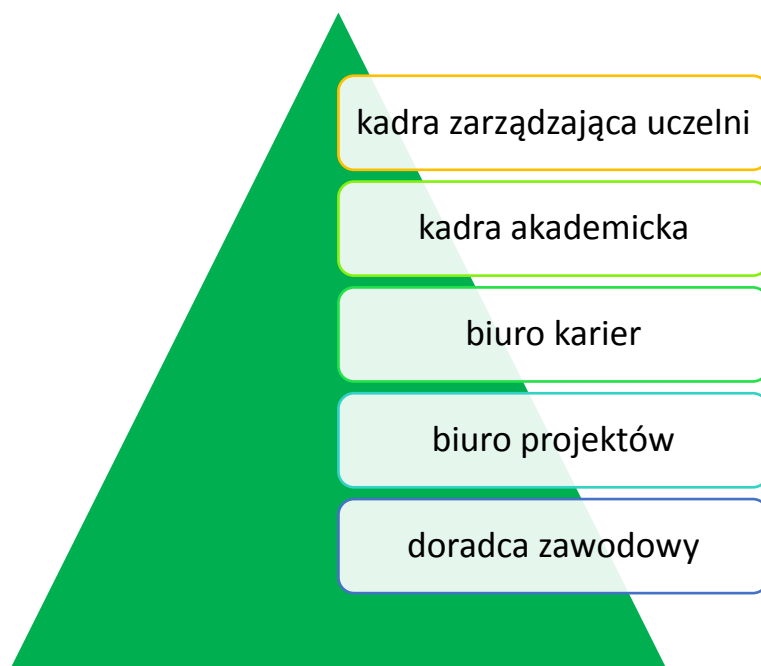 kadra zarządzająca uczelni
kadra akademicka
biuro karier
biuro projektów
doradca zawodowy